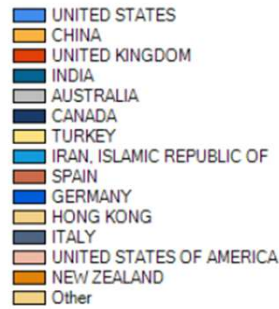 UNITED STATES
CHINA
UNITED KINGDOM
INDIA
AUSTRALIA
CANADA
TURKEY
IRAN, ISLAMIC REPUBLIC OF
SPAIN
GERMANY
HONG KONG
ITALY
UNITED STATES OF AMERICA
NEW ZEALAND
Other